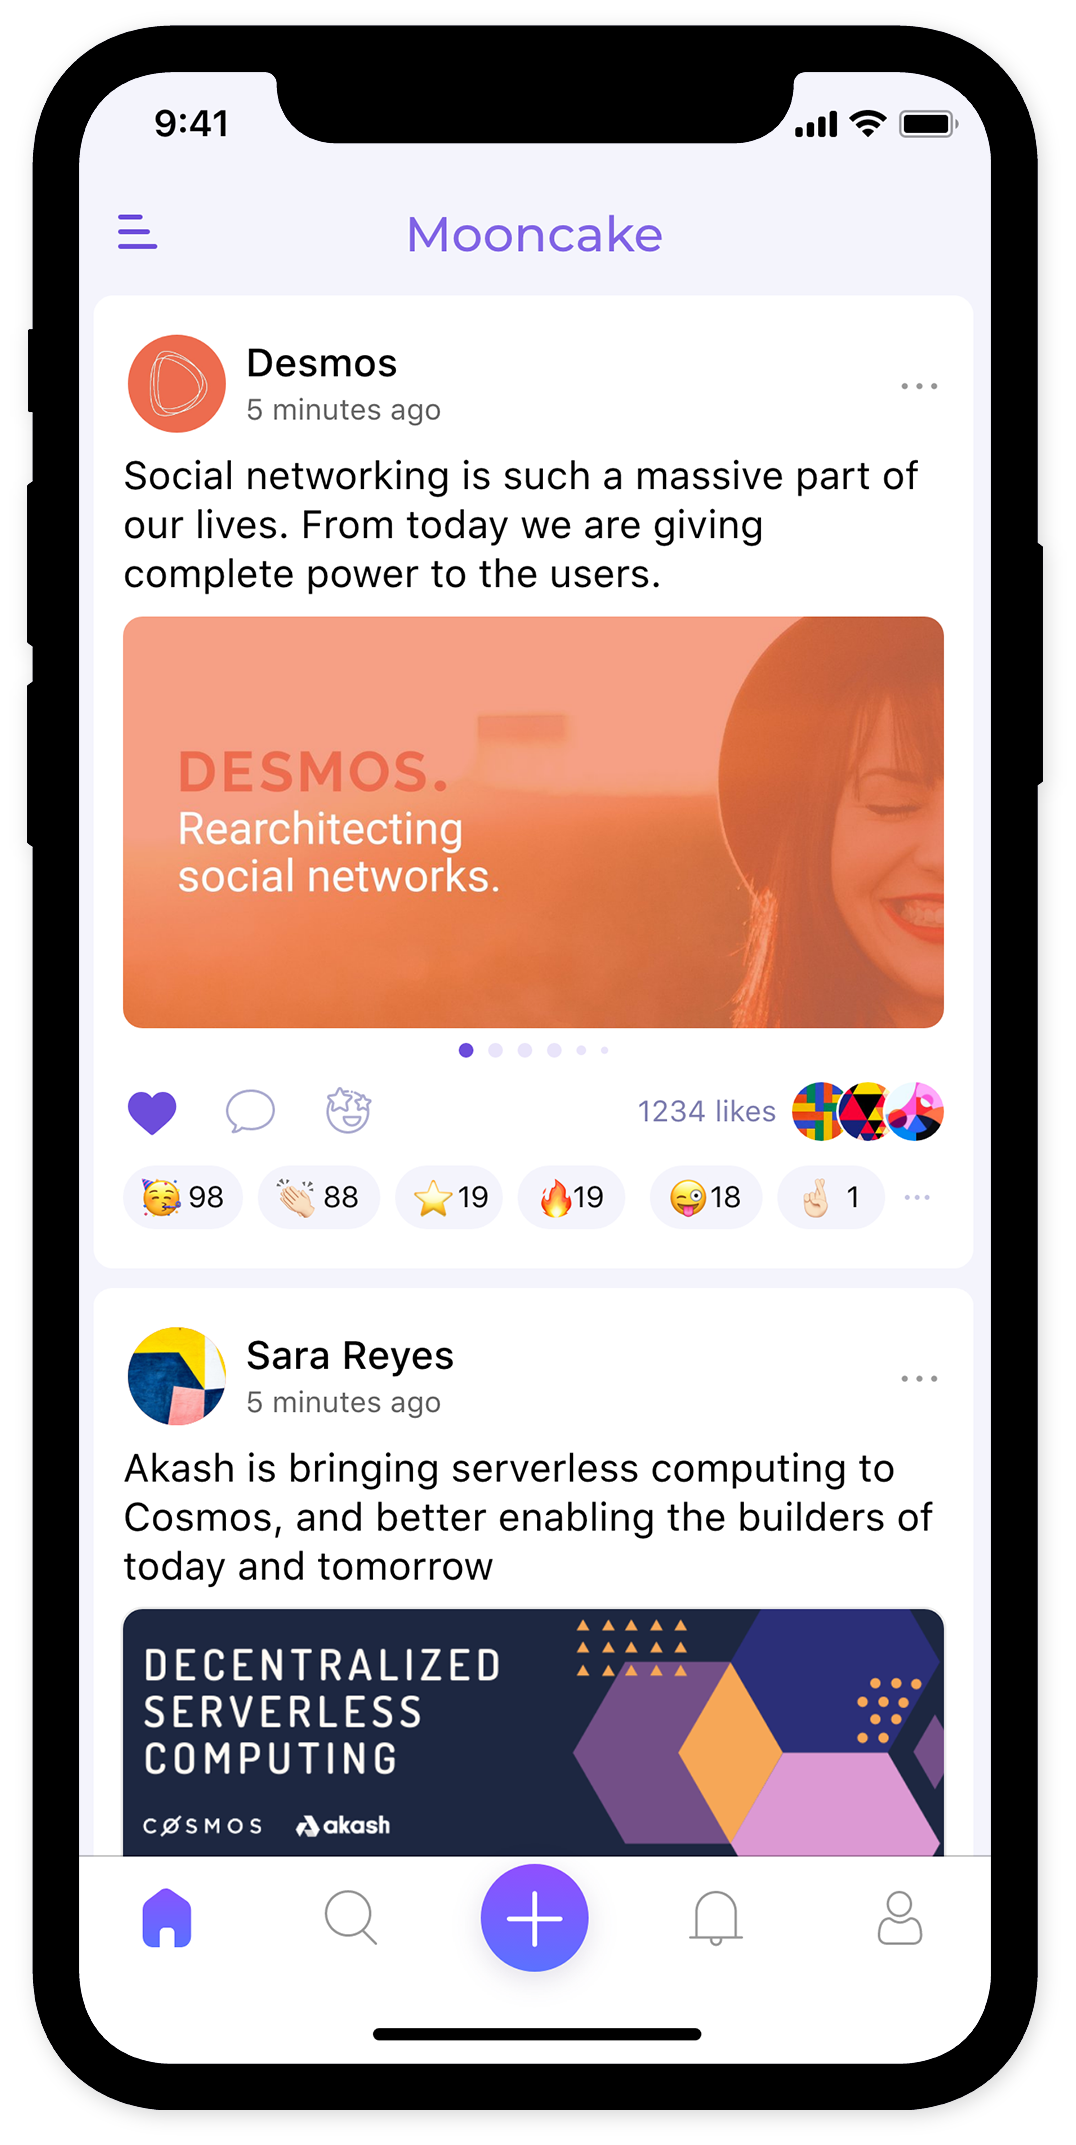 9:41
Mooncake
Desmos
5 minutes ago
Social networking is such a massive part of
our lives. From today we are giving
complete power to the users.
DESMOS.
Rearchitecting
social networks.
1234 likes
98 88 19 19 18 1
Sara Reyes
5 minutes ago
Akash is bringing serverless computing to
Cosmos, and better enabling the builders of
today and tomorrow
DECENTRALIZED
SERVERLESS
COMPUTING
CØSMOS akash